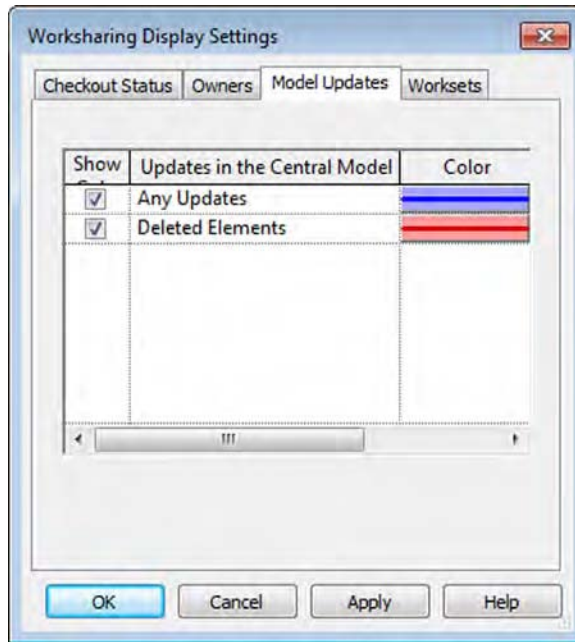 Worksharing Display Settings
Checkout Status Owners Model Updates Worksets
Show Updates in the Central Model Color
Any Updates
Deleted Elements
OK Cancel Apply Help